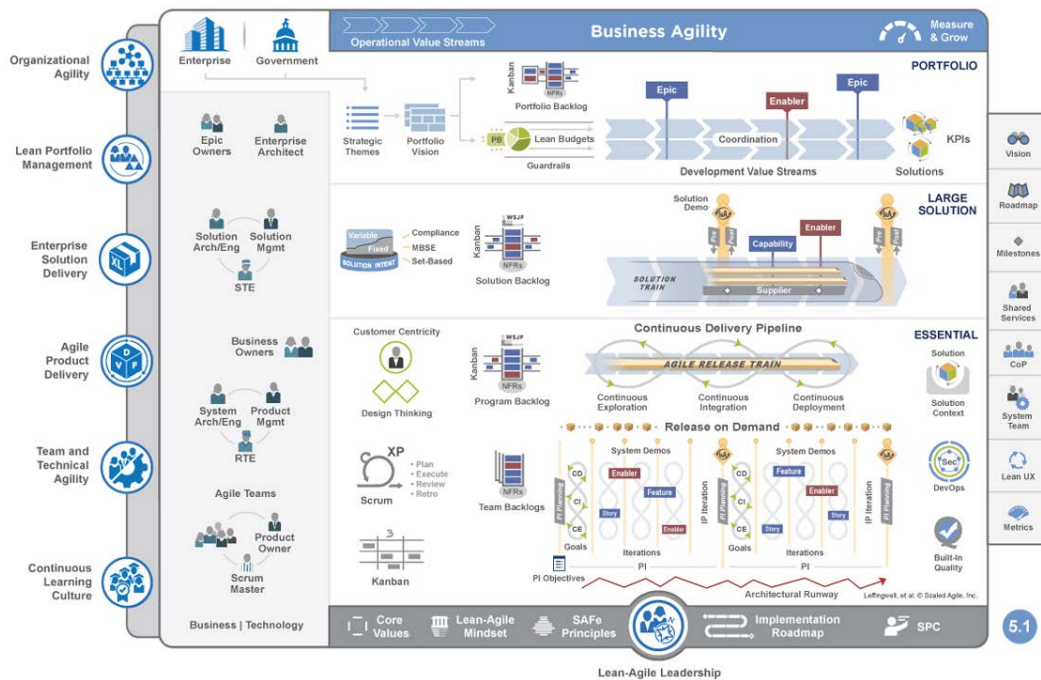 Organizational
Agility
Lean Portfolio
Management
Enterprise
Solution
Delivery
Agile
Product
Delivery
Team and
Technical
Agility
Continuous
Learning
Culture
Enterprise
Government
Operational Value Streams
Business Agility
Measure
& Grow
PORTFOLIO
Epic
Owners
Enterprise
Architect
Strategic
Themes
Portfolio
Vision
Kanban
NFRs
Portfolio Backlog
PB
Lean Budgets
Guardrails
Epic
Enabler
Epic
Coordination
Development Value Streams
KPIs
Solutions
LARGE
SOLUTION
Solution
Arch/Eng
Solution
Mgmt
STE
Variable
Fixed
SOLUTION INTENT
Compliance
MBSE
Set-Based
Kanban
WSJF
NFRs
Solution Backlog
Solution
Demo
I&A
Pre
Post
Capability
Enabler
I&A
Pre
Post
SOLUTION
TRAIN
Supplier
ESSENTIAL
Business
Owners
System
Arch/Eng
Product
Mgmt
RTE
Customer Centricity
Design Thinking
Kanban
WSJF
NFRs
Program Backlog
Continuous Delivery Pipeline
AGILE RELEASE TRAIN
Continuous
Exploration
Continuous
Integration
Continuous
Deployment
Solution
Context
Release on Demand
Agile Teams
Product
Owner
Scrum
Master
Business | Technology
XP
• Plan
• Execute
• Review
• Retro
Scrum
3
Kanban
NFRs
Team Backlogs
System Demos
System Demos
PI Planning
CD
CI
CE
Goals
Story
Enabler
Feature
Enabler
Iterations
IP Iteration
I&A
PI Planning
CD
CI
CE
Goals
Story
Feature
Enabler
Story
Iterations
IP Iteration
I&A
PI Planning
PI
PI
PI Objectives
Architectural Runway
Solution
Sec
DevOps
Built-In
Quality
Leffingwell, et al. © Scaled Agile, Inc.
Core
Values
Lean-Agile
Mindset
SAFe
Principles
Implementation
Roadmap
SPC
Lean-Agile Leadership
Vision
Roadmap
Milestones
Shared
Services
CoP
System
Team
Lean UX
Metrics
5.1
XL
D
V
F